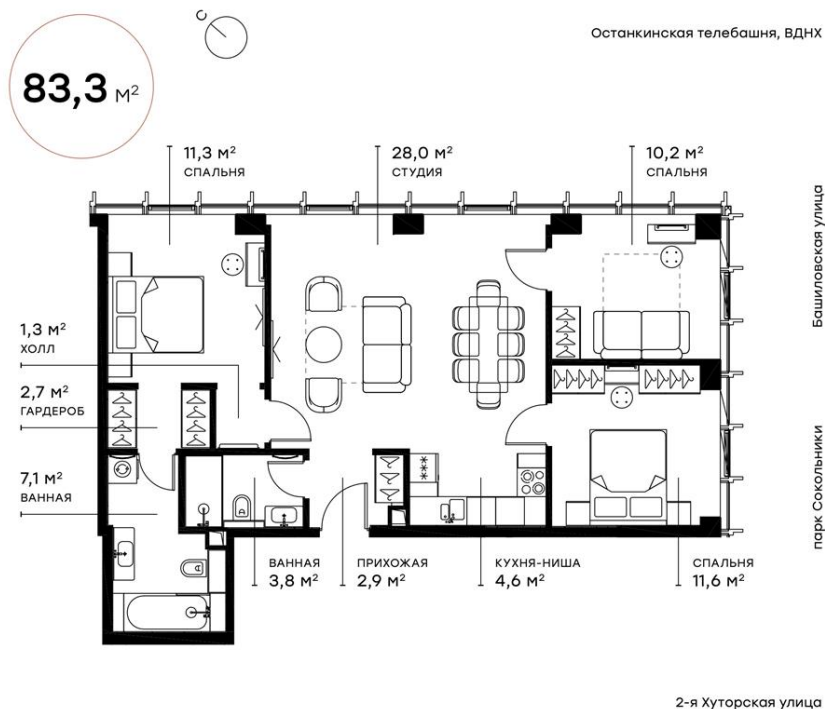 С
Останкинская телебашня, ВДНХ
83,3 м²
11,3 м²
СПАЛЬНЯ
28,0 м²
СТУДИЯ
10,2 м²
СПАЛЬНЯ
Башиловская улица
1,3 м²
ХОЛЛ
2,7 м²
ГАРДЕРОБ
7,1 м²
ВАННАЯ
парк Сокольники
ВАННАЯ
3,8 м²
ПРИХОЖАЯ
2,9 м²
КУХНЯ-НИША
4,6 м²
СПАЛЬНЯ
11,6 м²
2-я Хуторская улица